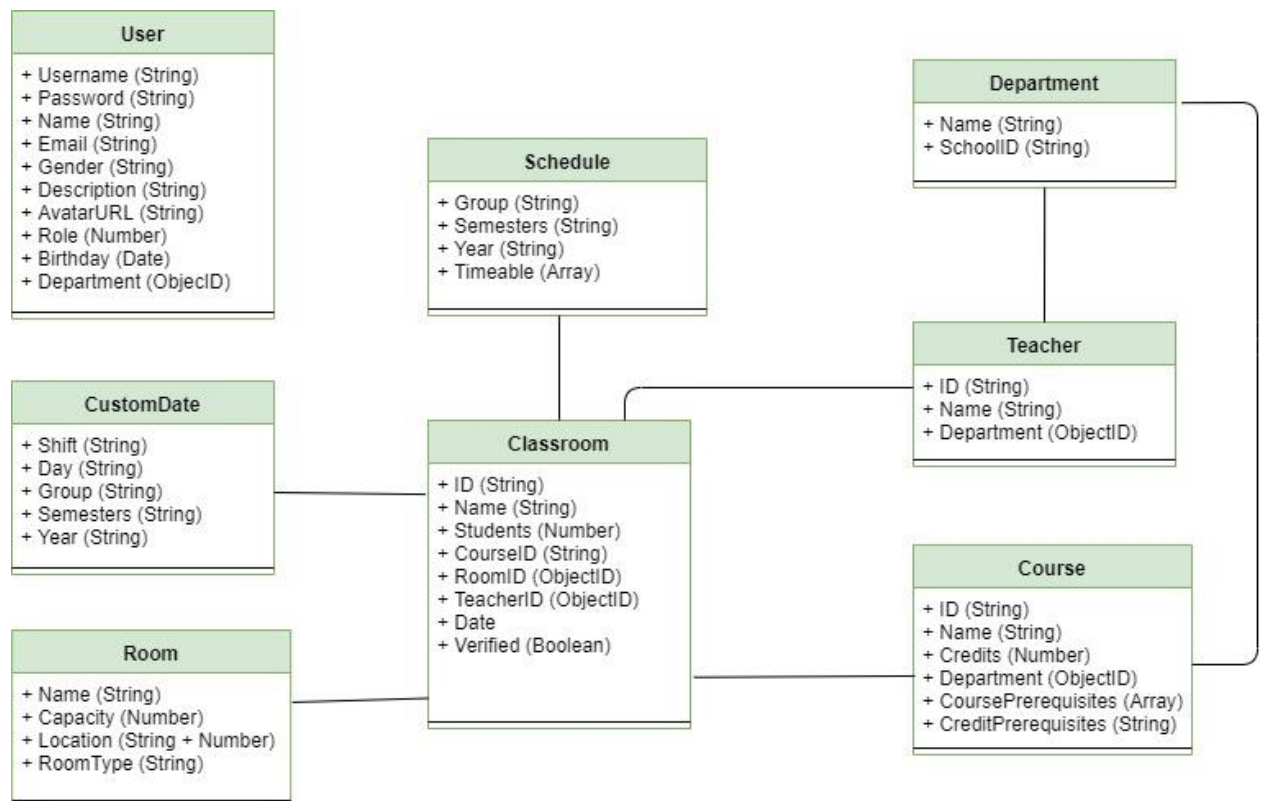 User
+ Username (String)
+ Password (String)
+ Name (String)
+ Email (String)
+ Gender (String)
+ Description (String)
+ AvatarURL (String)
+ Role (Number)
+ Birthday (Date)
+ Department (ObjecID)
Schedule
+ Group (String)
+ Semesters (String)
+ Year (String)
+ Timeable (Array)
Department
+ Name (String)
+ SchoolID (String)
CustomDate
+ Shift (String)
+ Day (String)
+ Group (String)
+ Semesters (String)
+ Year (String)
Classroom
+ ID (String)
+ Name (String)
+ Students (Number)
+ CourseID (String)
+ RoomID (ObjectID)
+ TeacherID (ObjectID)
+ Date
+ Verified (Boolean)
Teacher
+ ID (String)
+ Name (String)
+ Department (ObjectID)
Room
+ Name (String)
+ Capacity (Number)
+ Location (String + Number)
+ RoomType (String)
Course
+ ID (String)
+ Name (String)
+ Credits (Number)
+ Department (ObjectID)
+ CoursePrerequisites (Array)
+ CreditPrerequisites (String)